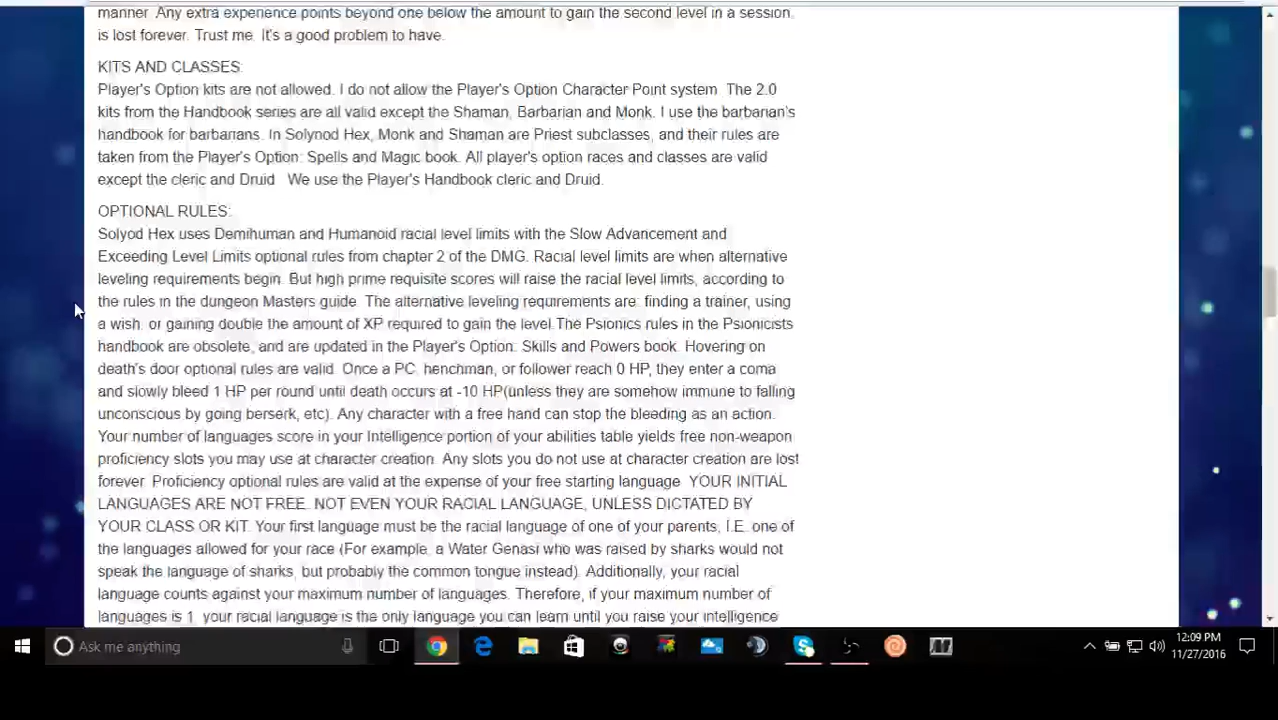 manner. Any extra experience points beyond one below the amount to gain the second level in a session.
is lost forever. Trust me. It's a good problem to have.
KITS AND CLASSES:
Player's Option kits are not allowed. I do not allow the Player's Option Character Point system. The 2.0
kits from the Handbook series are all valid except the Shaman, Barbarian and Monk. I use the barbarian's
handbook for barbarians. In Solynod Hex, Monk and Shaman are Priest subclasses, and their rules are
taken from the Player's Option: Spells and Magic book. All player's option races and classes are valid
except the cleric and Druid. We use the Player's Handbook cleric and Druid.
OPTIONAL RULES:
Solyod Hex uses Demihuman and Humanoid racial level limits with the Slow Advancement and
Exceeding Level Limits optional rules from chapter 2 of the DMG. Racial level limits are when alternative
leveling requirements begin. But high prime requisite scores will raise the racial level limits, according to
the rules in the dungeon Masters guide. The alternative leveling requirements are: finding a trainer, using
a wish, or gaining double the amount of XP required to gain the level.The Psionics rules in the Psionicists
handbook are obsolete, and are updated in the Player's Option: Skills and Powers book. Hovering on
death's door optional rules are valid. Once a PC, henchman, or follower reach 0 HP, they enter a coma
and slowly bleed 1 HP per round until death occurs at -10 HP(unless they are somehow immune to falling
unconscious by going berserk, etc). Any character with a free hand can stop the bleeding as an action.
Your number of languages score in your Intelligence portion of your abilities table yields free non-weapon
proficiency slots you may use at character creation. Any slots you do not use at character creation are lost
forever. Proficiency optional rules are valid at the expense of your free starting language. YOUR INITIAL
LANGUAGES ARE NOT FREE. NOT EVEN YOUR RACIAL LANGUAGE, UNLESS DICTATED BY
YOUR CLASS OR KIT. Your first language must be the racial language of one of your parents, I.E. one of
the languages allowed for your race (For example, a Water Genasi who was raised by sharks would not
speak the language of sharks, but probably the common tongue instead). Additionally, your racial
language counts against your maximum number of languages. Therefore, if your maximum number of
languages is 1, your racial language is the only language you can learn until you raise your intelligence
Ask me anything
12:09 PM
11/27/2016